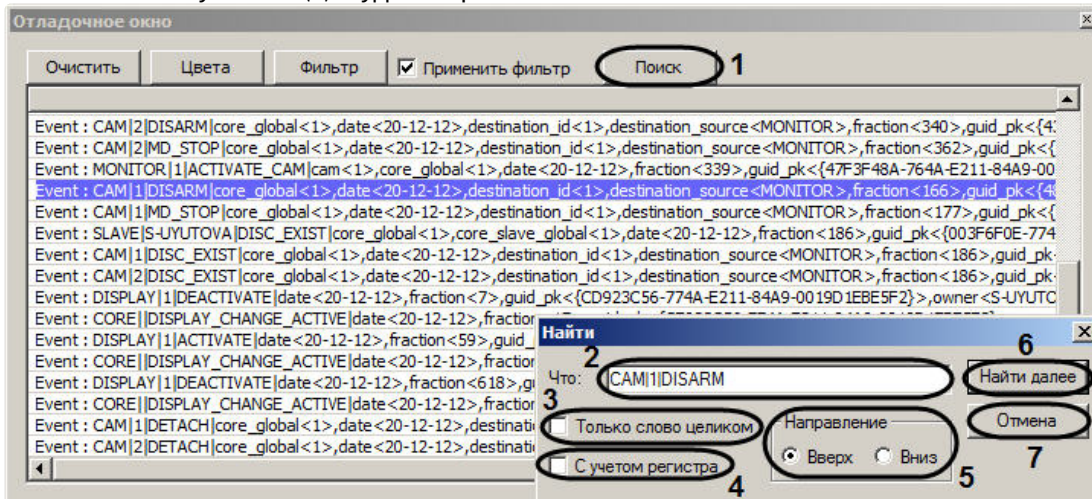 Отладочное окно
Очистить Цвета Фильтр Применить фильтр Поиск 1
Event : CAM|2|DISARM|core_global<1>,date<20-12-12>,destination_id<1>,destination_source<MONITOR>,fraction<340>,guid_pk<{4
Event : CAM|2|MD_STOP|core_global<1>,date<20-12-12>,destination_id<1>,destination_source<MONITOR>,fraction<362>,guid_pk<{
Event : MONITOR|1|ACTIVATE_CAM|cam<1>,core_global<1>,date<20-12-12>,fraction<339>,guid_pk<{47F3F48A-764A-E211-84A9-00
Event : CAM|1|DISARM|core_global<1>,date<20-12-12>,destination_id<1>,destination_source<MONITOR>,fraction<166>,guid_pk<{48
Event : CAM|1|MD_STOP|core_global<1>,date<20-12-12>,destination_id<1>,destination_source<MONITOR>,fraction<177>,guid_pk<{
Event : SLAVE|S-UYUTOVA|DISC_EXIST|core_global<1>,core_slave_global<1>,date<20-12-12>,fraction<186>,guid_pk<{003F6F0E-774
Event : CAM|1|DISC_EXIST|core_global<1>,date<20-12-12>,destination_id<1>,destination_source<MONITOR>,fraction<186>,guid_pk
Event : CAM|2|DISC_EXIST|core_global<1>,date<20-12-12>,destination_id<1>,destination_source<MONITOR>,fraction<186>,guid_pk
Event : DISPLAY|1|DEACTIVATE|date<20-12-12>,fraction<7>,guid_pk<{CD923C56-774A-E211-84A9-0019D1EBE5F2}>,owner<S-UYUTO
Event : CORE||DISPLAY_CHANGE_ACTIVE|date<20-12-12>,fraction
Event : DISPLAY|1|ACTIVATE|date<20-12-12>,fraction<59>,guid_
Event : CORE||DISPLAY_CHANGE_ACTIVE|date<20-12-12>,fraction
Event : DISPLAY|1|DEACTIVATE|date<20-12-12>,fraction<618>,g
Event : CORE||DISPLAY_CHANGE_ACTIVE|date<20-12-12>,fraction
Event : CAM|1|DETACH|core_global<1>,date<20-12-12>,destinati
Event : CAM|2|DETACH|core_global<1>,date<20-12-12>,destinati
Найти
2 6
Что: CAM|1|DISARM Найти далее
3
Только слово целиком Направление Отмена
Вверх Вниз 7
С учетом регистра 5
4